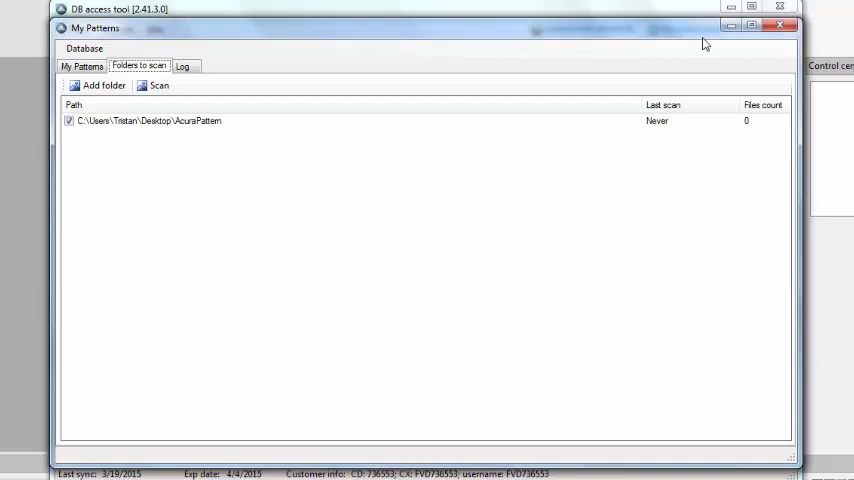 DB access tool [2.41.3.0]
My Patterns
Database
My Patterns Folders to scan Log
Add folder Scan
Path Last scan Files count
C:\Users\Tristan\Desktop\AcuraPattern Never 0
Control cen
Last sync: 3/19/2015 Exp date: 4/4/2015 Customer info: CD: 736553; CX: FVD736553; username: FVD736553